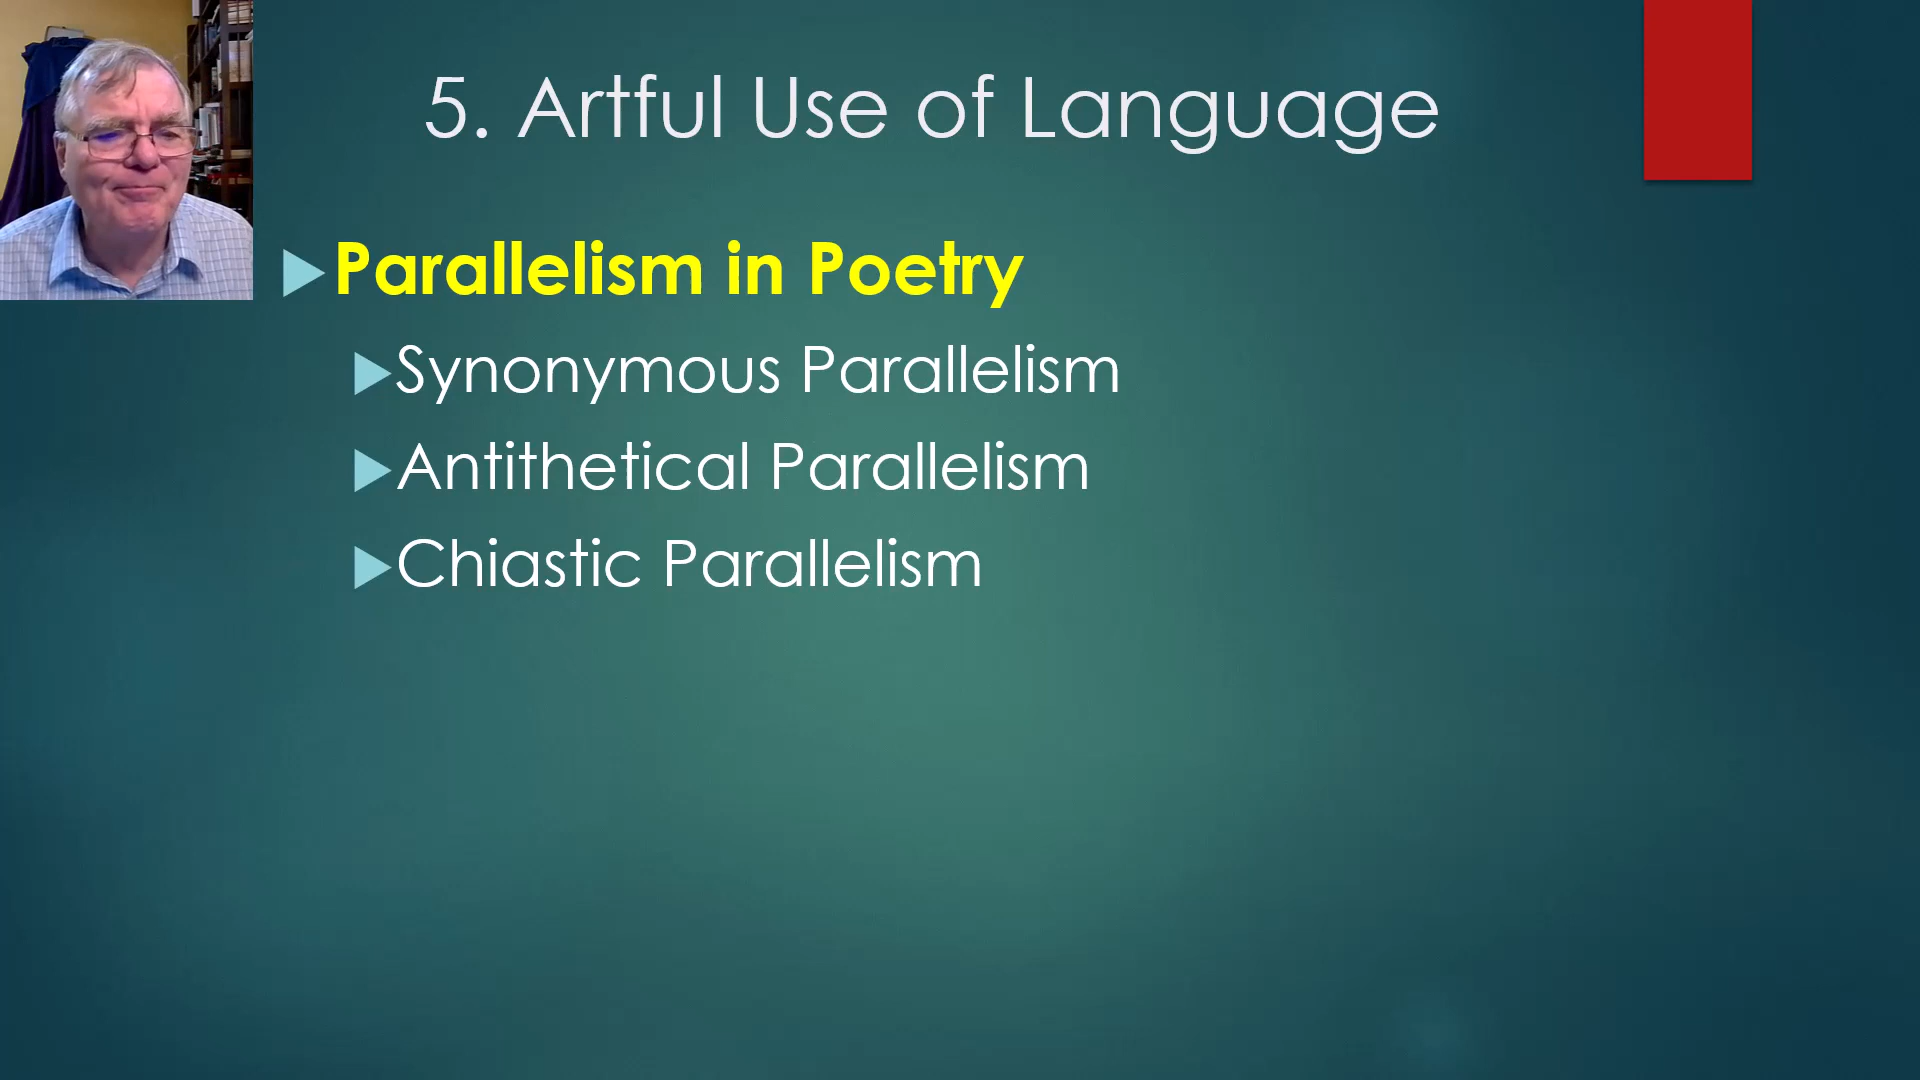 5. Artful Use of Language
Parallelism in Poetry
Synonymous Parallelism
Antithetical Parallelism
Chiastic Parallelism